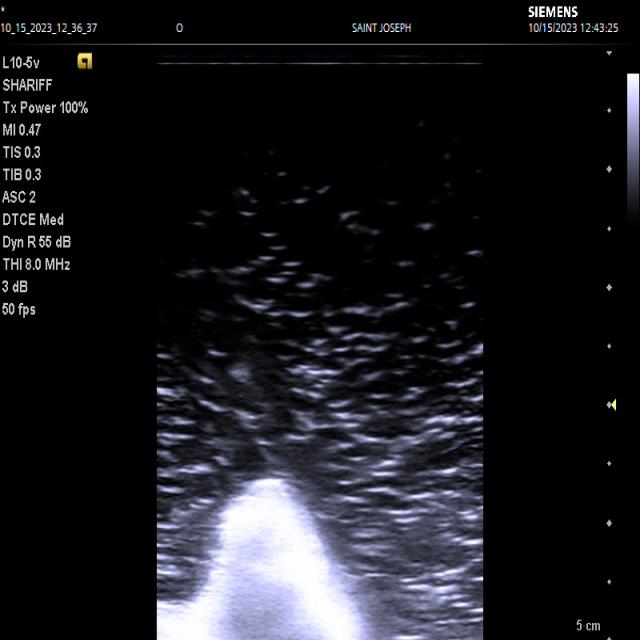 *
SIEMENS
10_15_2023_12_36_37 O SAINT JOSEPH 10/15/2023 12:43:25
L10-5v
SHARIFF
Tx Power 100%
MI 0.47
TIS 0.3
TIB 0.3
ASC 2
DTCE Med
Dyn R 55 dB
THI 8.0 MHz
3 dB
50 fps
5 cm